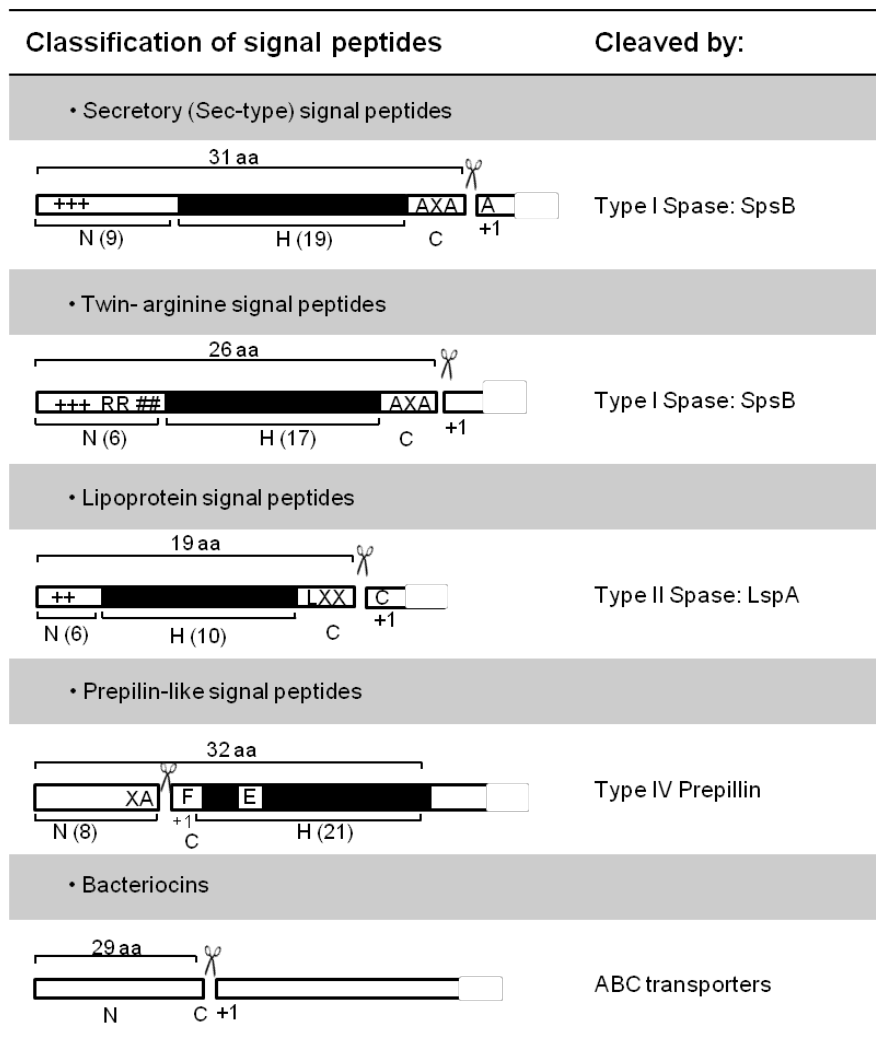 Classification of signal peptides Cleaved by:
• Secretory (Sec-type) signal peptides
31 aa
+++ AXA A
N (9) H (19) C +1
Type I Spase: SpsB
• Twin- arginine signal peptides
26 aa
+++ RR ## AXA
N (6) H (17) C +1
Type I Spase: SpsB
• Lipoprotein signal peptides
19 aa
++ LXX C
N (6) H (10) C +1
Type II Spase: LspA
• Prepilin-like signal peptides
32 aa
XA F E
N (8) +1 C H (21)
Type IV Prepillin
• Bacteriocins
29 aa
N C +1
ABC transporters